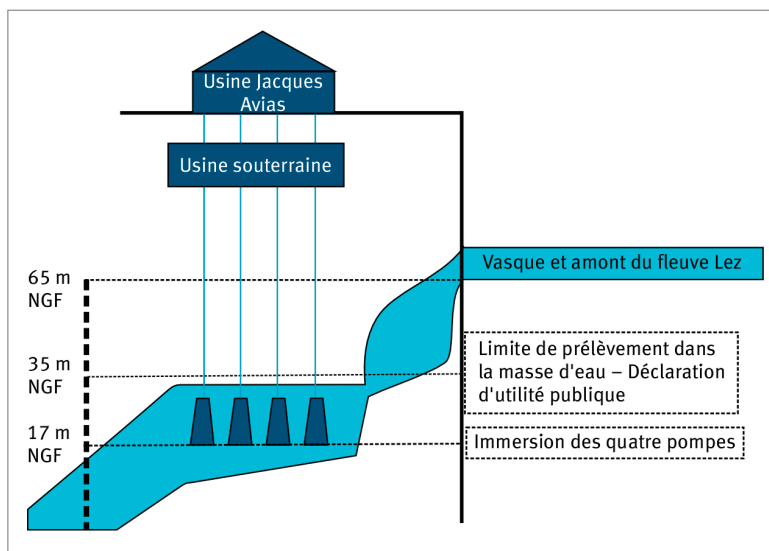 Usine Jacques
Avias
Usine souterraine
Vasque et amont du fleuve Lez
65 m
NGF
35 m
NGF
Limite de prélèvement dans
la masse d'eau – Déclaration
d'utilité publique
17 m
NGF
Immersion des quatre pompes